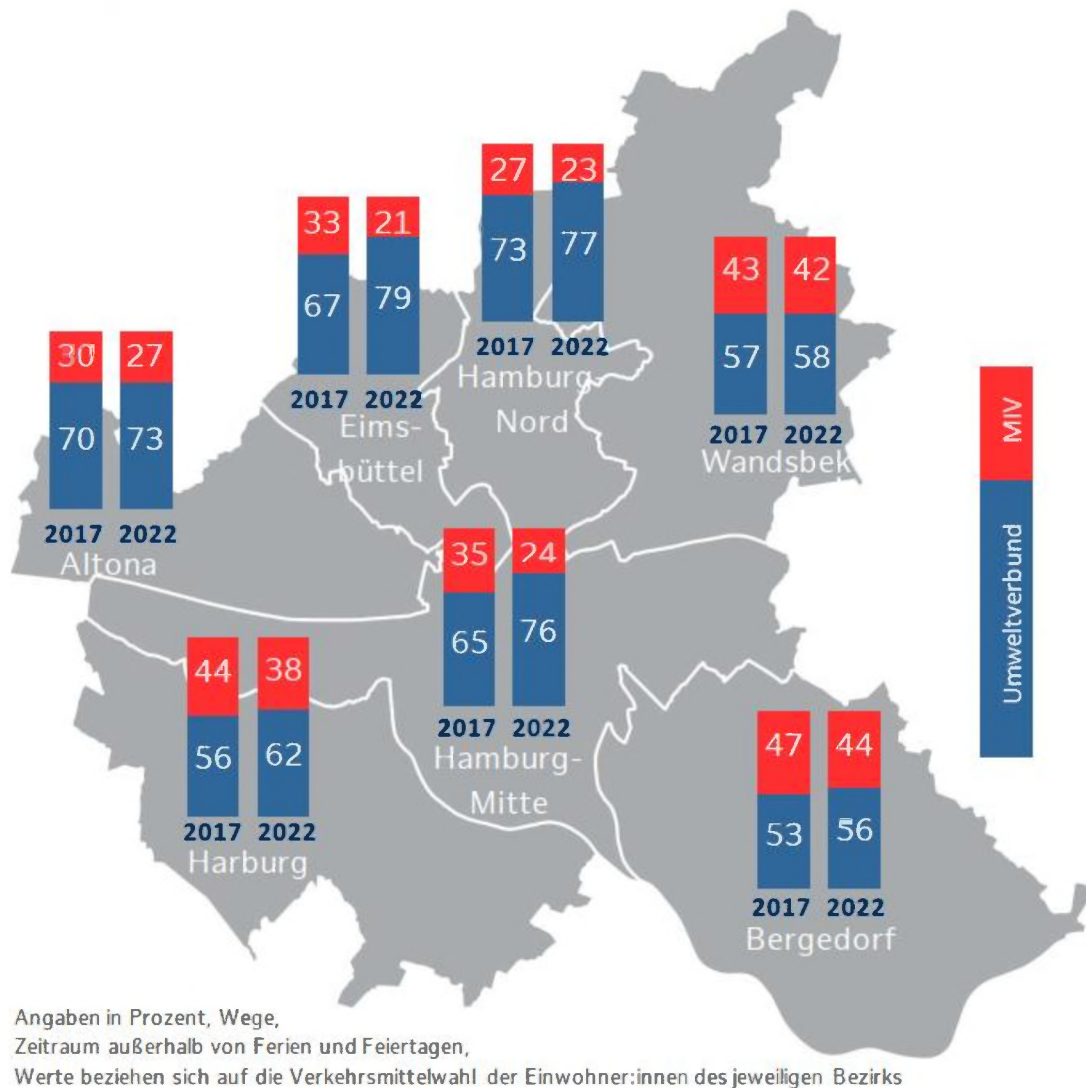 27 23
73 77
2017 2022
Hamburg-
Nord
33 21
67 79
2017 2022
Eims-
büttel
43 42
57 58
2017 2022
Wandsbek
30 27
70 73
2017 2022
Altona
MIV
Umweltverbund
35 24
65 76
2017 2022
Hamburg-
Mitte
44 38
56 62
2017 2022
Harburg
47 44
53 56
2017 2022
Bergedorf
Angaben in Prozent, Wege,
Zeitraum außerhalb von Ferien und Feiertagen,
Werte beziehen sich auf die Verkehrsmittelwahl der Einwohner:innen des jeweiligen Bezirks